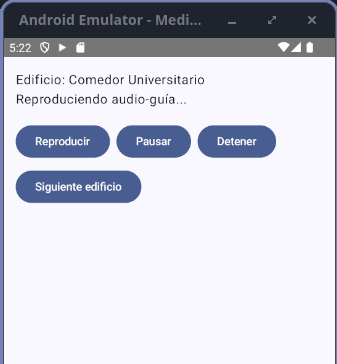 Android Emulator - Medi...
5:22
Edificio: Comedor Universitario
Reproduciendo audio-guía...
Reproducir Pausar Detener
Siguiente edificio